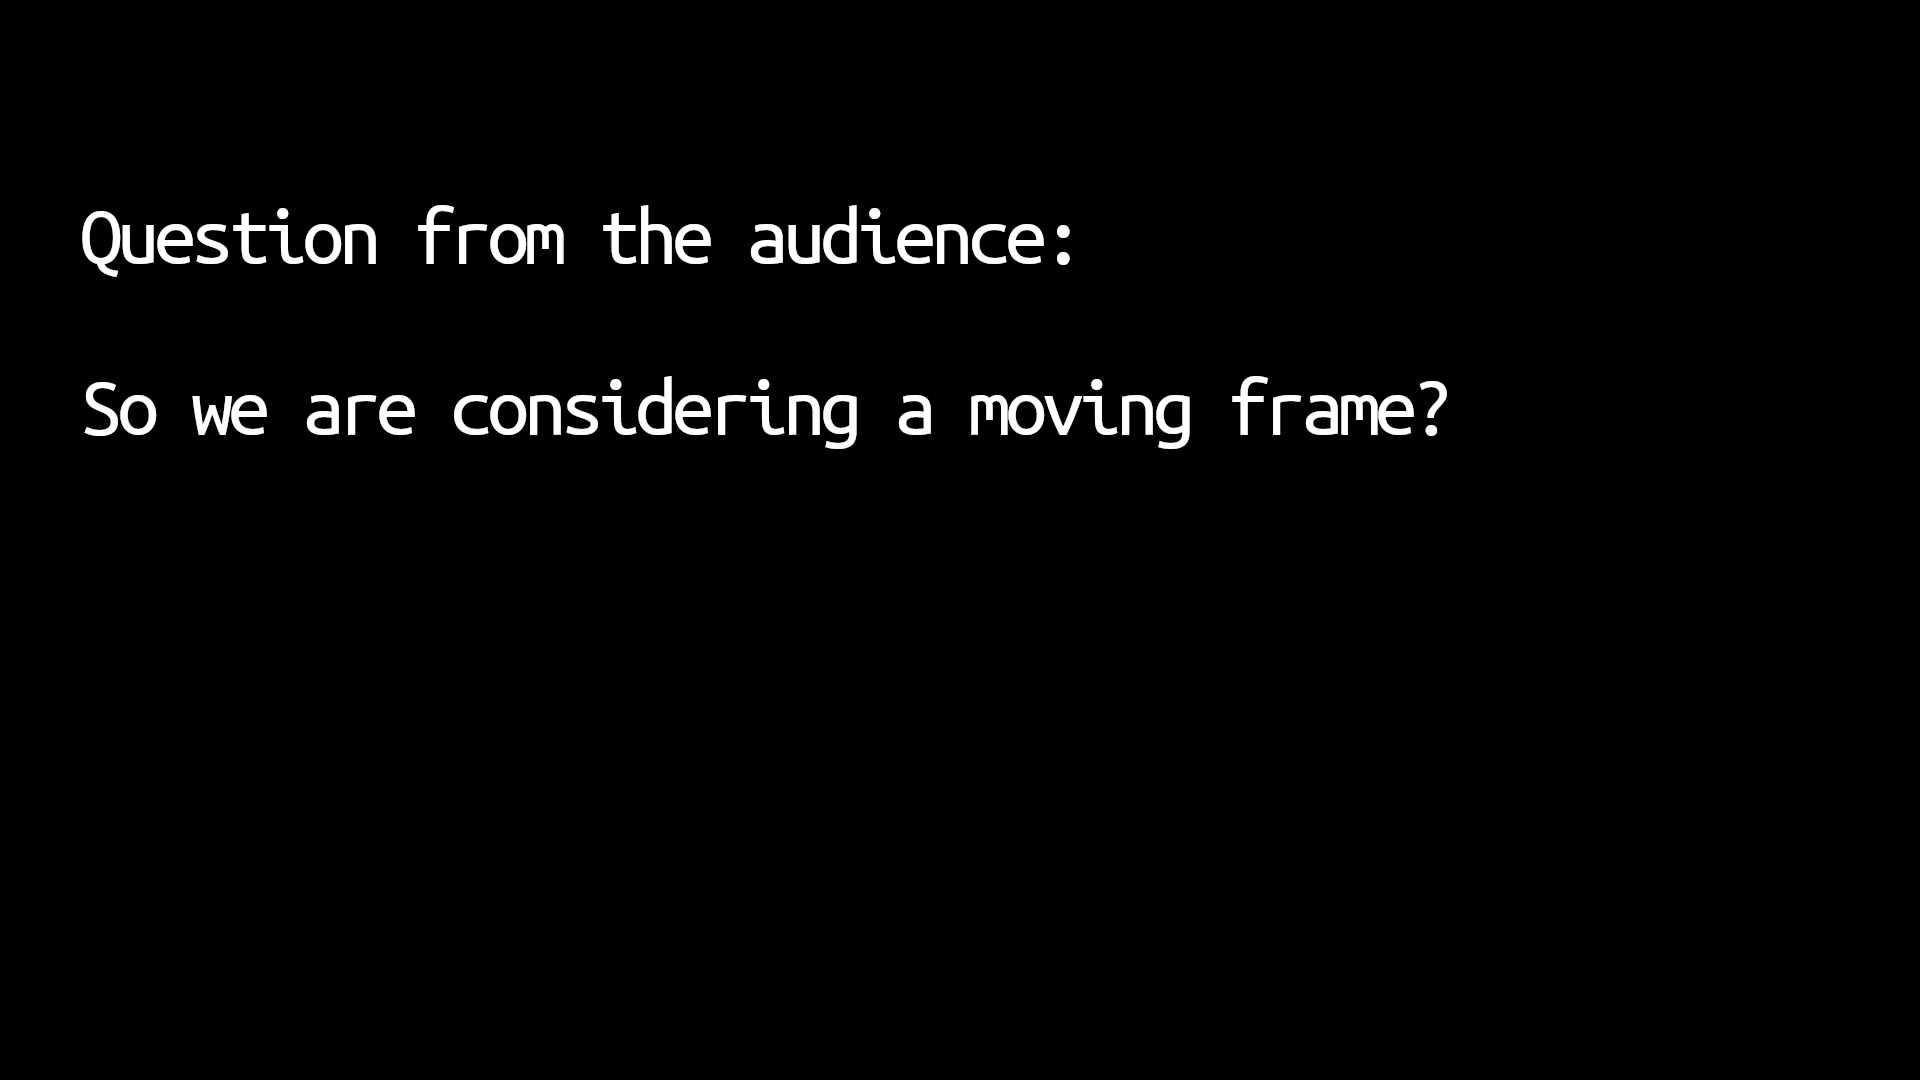 Question from the audience:
So we are considering a moving frame?